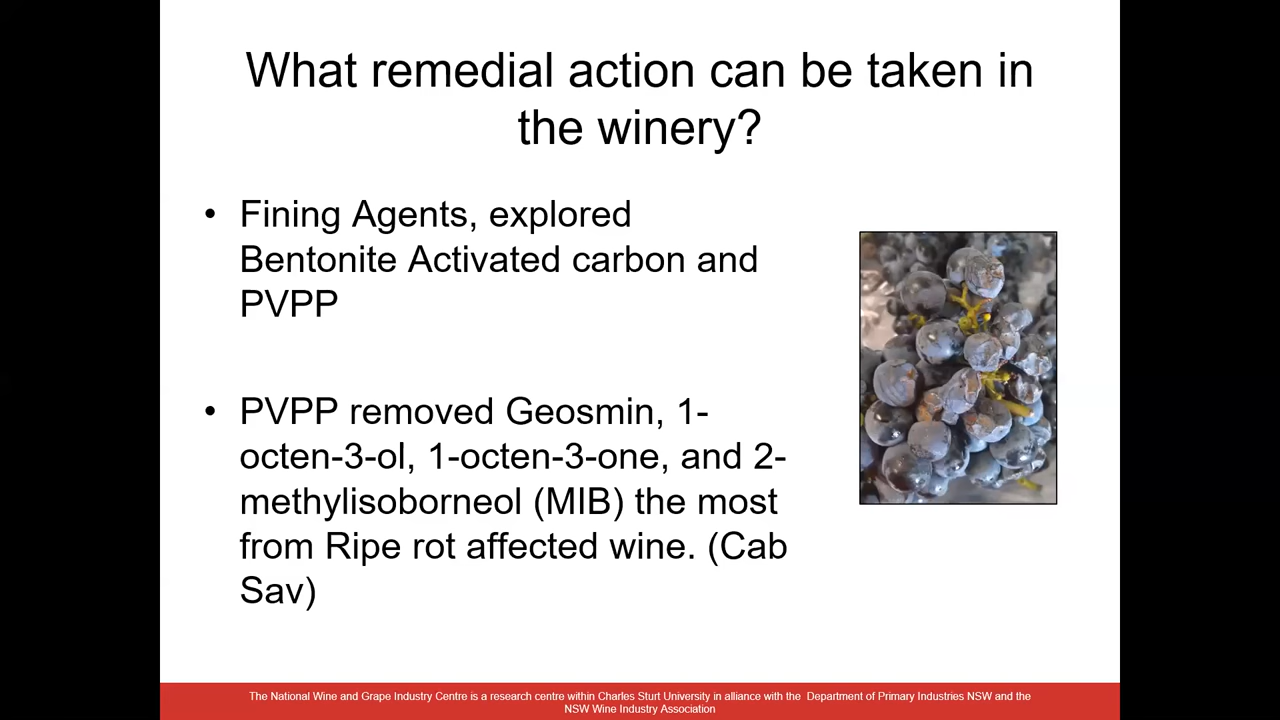 What remedial action can be taken in
the winery?
• Fining Agents, explored
Bentonite Activated carbon and
PVPP
• PVPP removed Geosmin, 1-
octen-3-ol, 1-octen-3-one, and 2-
methylisoborneol (MIB) the most
from Ripe rot affected wine. (Cab
Sav)
The National Wine and Grape Industry Centre is a research centre within Charles Sturt University in alliance with the Department of Primary Industries NSW and the
NSW Wine Industry Association